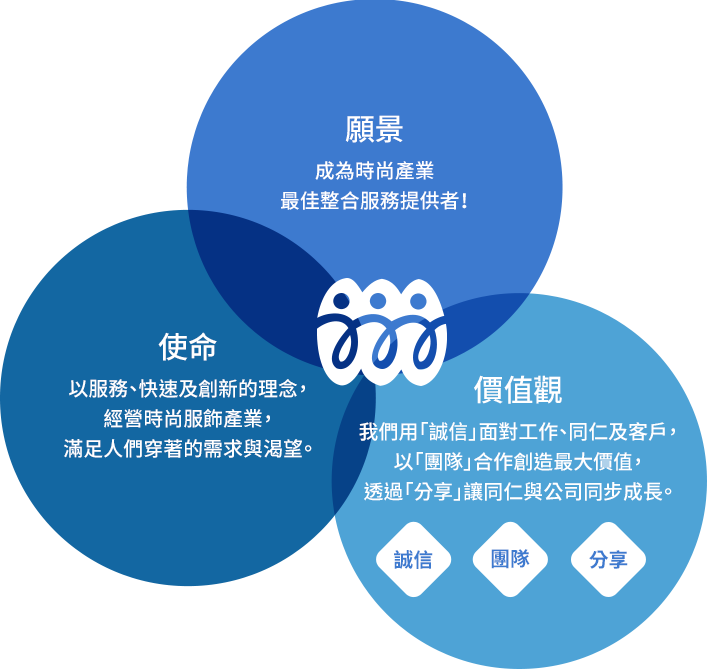 願景
成為時尚產業
最佳整合服務提供者！
使命
以服務、快速及創新的理念，
經營時尚服飾產業，
滿足人們穿著的需求與渴望。
價值觀
我們用「誠信」面對工作、同仁及客戶，
以「團隊」合作創造最大價值，
透過「分享」讓同仁與公司同步成長。
誠信
團隊
分享